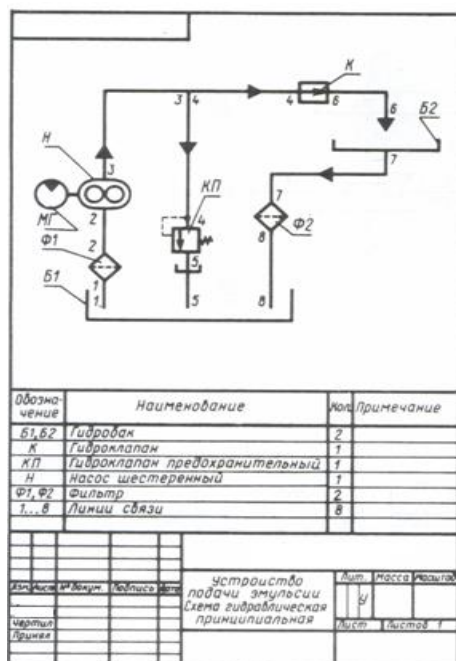 К
3 4
4 6
6
Б2
Н
3
7
КП
7
МГ
2
4
Ф2
Ф1
2
8
5
Б1
1
1
5
8
Обозна-чение Наименование Кол. Примечание
Б1,Б2 Гидробак 2
К Гидроклапан 1
КП Гидроклапан предохранительный 1
Н Насос шестеренный 1
Ф1,Ф2 Фильтр 2
1...8 Линии связи 8
Устройство
подачи эмульсии
Схема гидравлическая
принципиальная
Лит. Масса Масштаб
у
Изм. Лист № докум. Подпись Дата
Лист Листов 1
Чертил
Принял